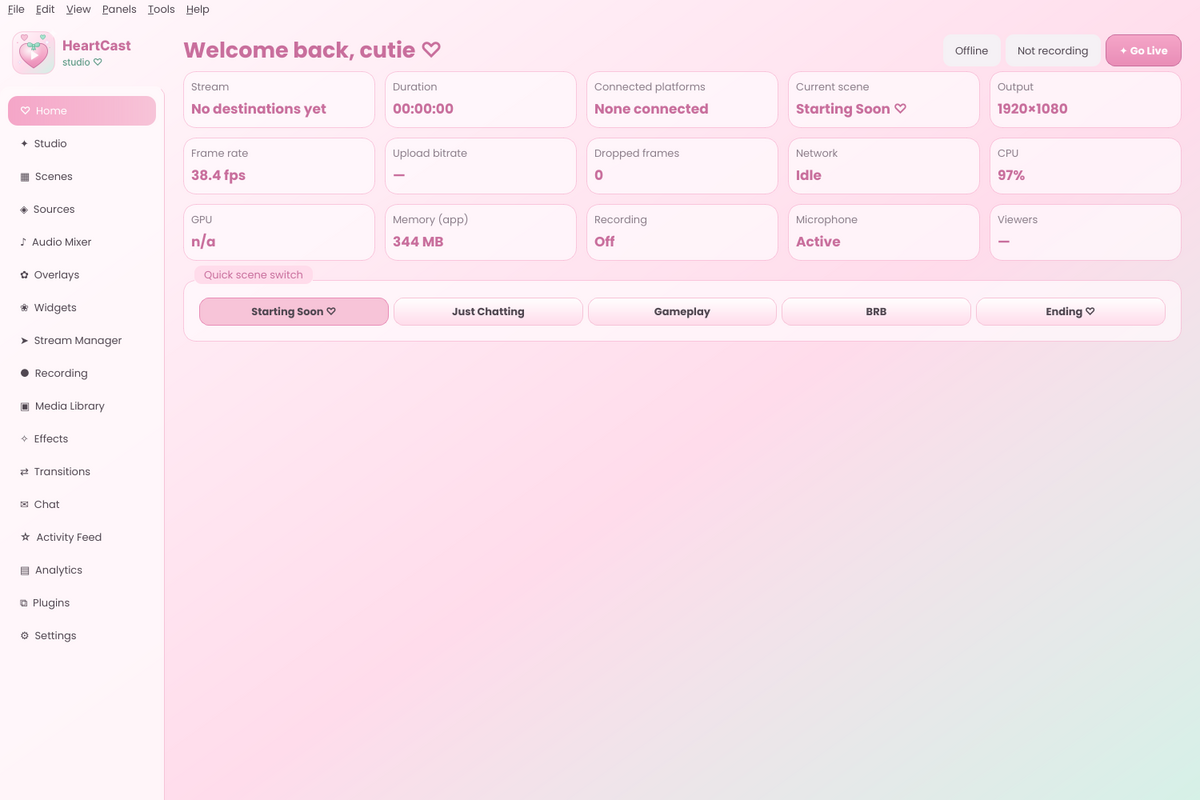 File Edit View Panels Tools Help
HeartCast
studio ♡
♡ Home
✦ Studio
▦ Scenes
◈ Sources
♪ Audio Mixer
✿ Overlays
❀ Widgets
➤ Stream Manager
● Recording
▣ Media Library
✧ Effects
⇄ Transitions
✉ Chat
☆ Activity Feed
▤ Analytics
⧉ Plugins
⚙ Settings
Welcome back, cutie ♡
Offline Not recording + Go Live
Stream Duration Connected platforms Current scene Output
No destinations yet 00:00:00 None connected Starting Soon ♡ 1920×1080
Frame rate Upload bitrate Dropped frames Network CPU
38.4 fps — 0 Idle 97%
GPU Memory (app) Recording Microphone Viewers
n/a 344 MB Off Active —
Quick scene switch
Starting Soon ♡ Just Chatting Gameplay BRB Ending ♡